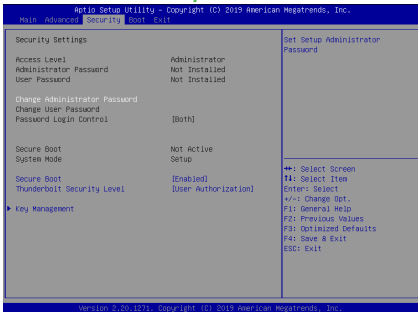 Aptio Setup Utility – Copyright (C) 2019 American Megatrends, Inc.
Main Advanced Security Boot Exit
Security Settings
Access Level Administrator
Administrator Password Not Installed
User Password Not Installed
Change Administrator Password
Change User Password
Password Login Control [Both]
Secure Boot Not Active
System Mode Setup
Secure Boot [Enabled]
Thunderbolt Security Level [User Authorization]
Key Management
Set Setup Administrator
Password
→←: Select Screen
↑↓: Select Item
Enter: Select
+/-: Change Opt.
F1: General Help
F2: Previous Values
F3: Optimized Defaults
F4: Save & Exit
ESC: Exit
Version 2.20.1271. Copyright (C) 2019 American Megatrends, Inc.